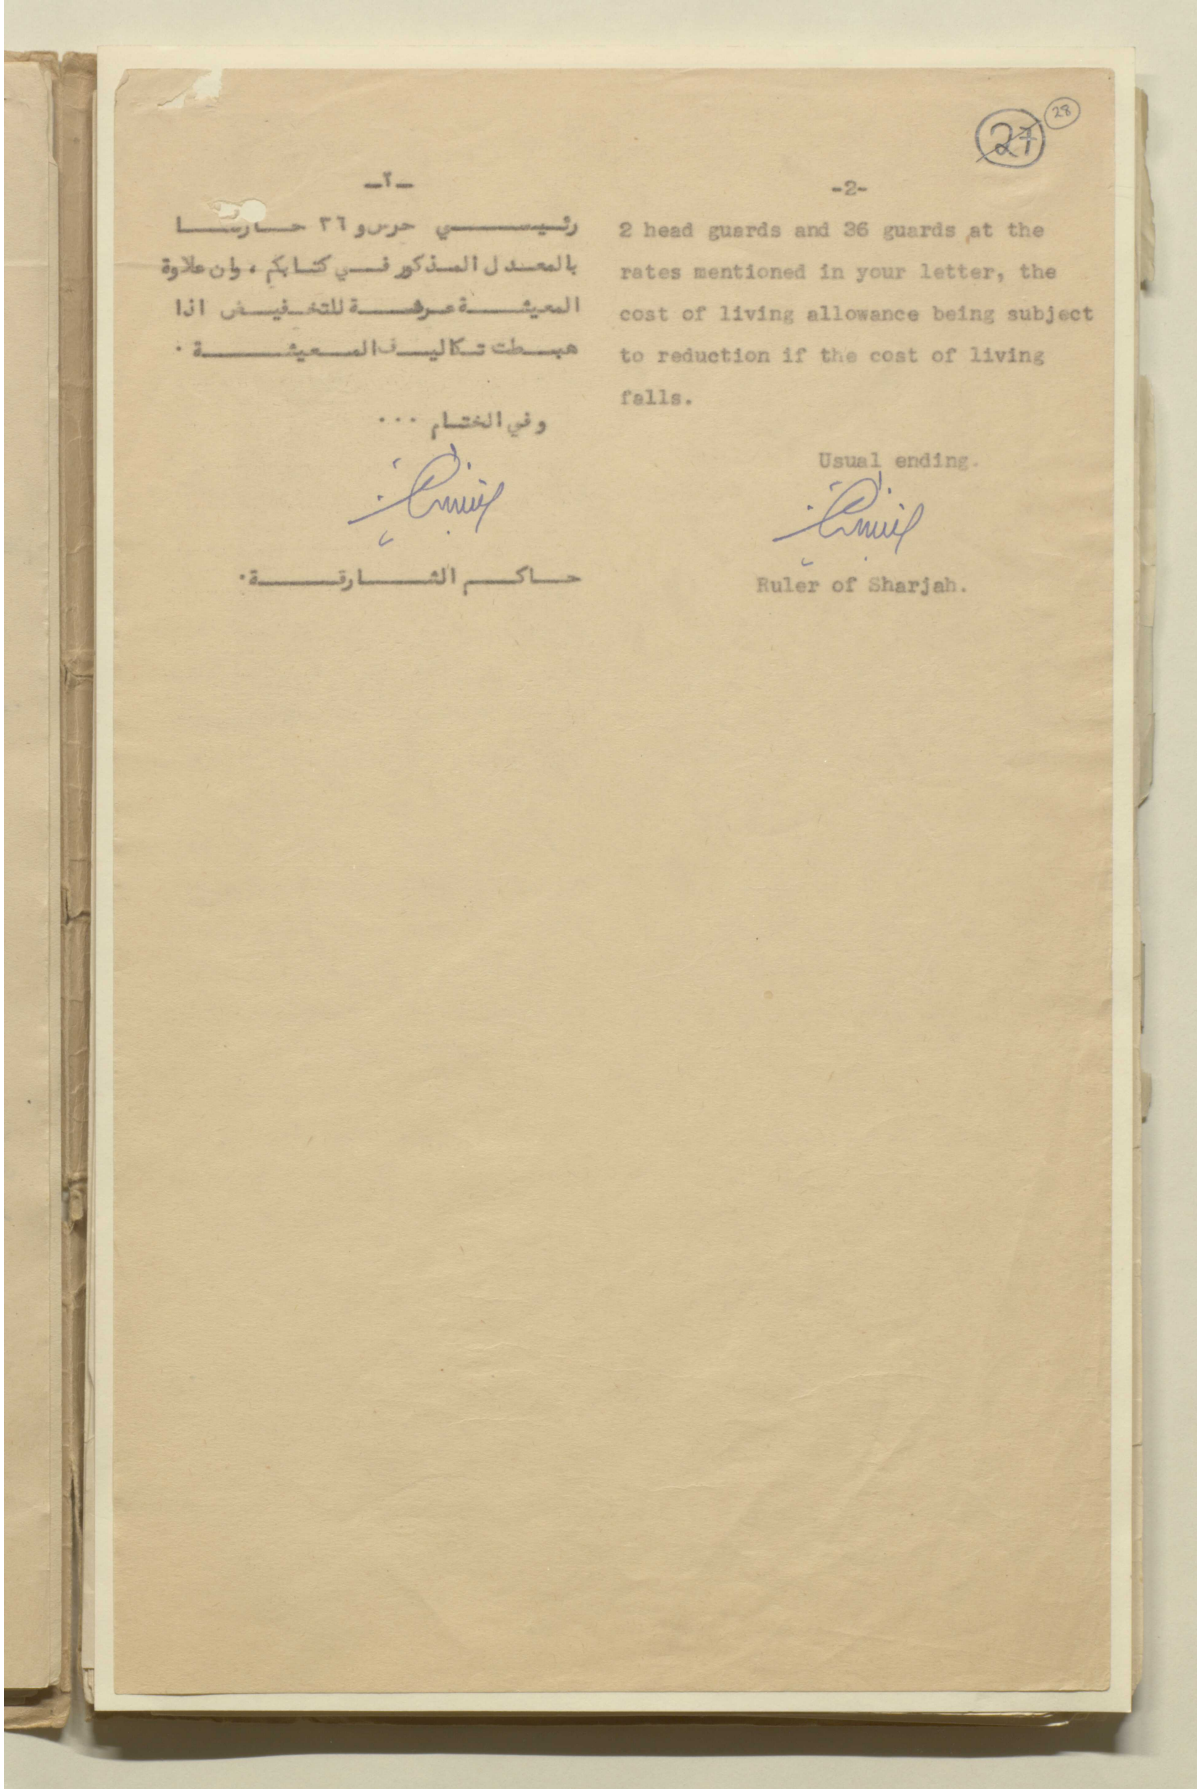 28
27
-٢-
رئيسي حرس و ٣٦ حارسا
بالمعدل المذكور في كتابكم ، وان علاوة
المعيشة عرضة للتخفيض اذا
هبطت تكاليف المعيشة .
وفي الختام ...
حاكم الشارقة.
-2-
2 head guards and 36 guards at the
rates mentioned in your letter, the
cost of living allowance being subject
to reduction if the cost of living
falls.
Usual ending.
Ruler of Sharjah.